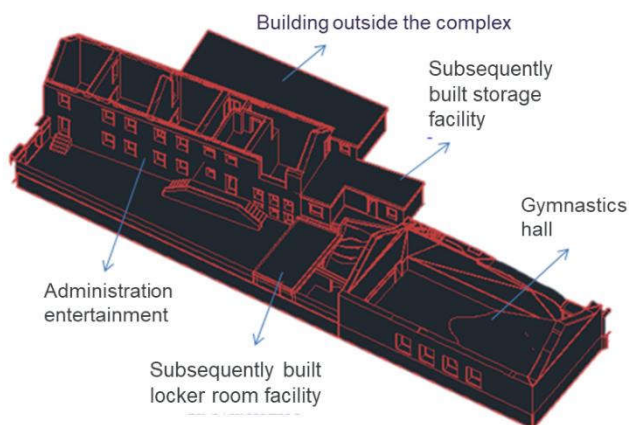 Building outside the complex
Subsequently
built storage
facility
Gymnastics
hall
Administration
entertainment
Subsequently built
locker room facility